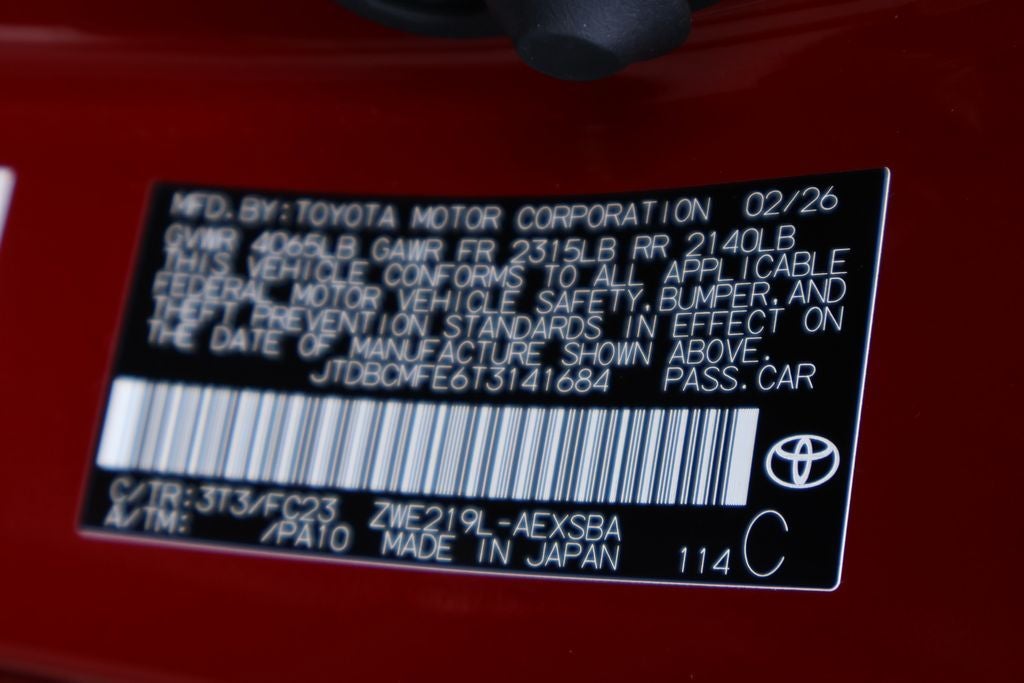 MFD.BY:TOYOTA MOTOR CORPORATION 02/26
GVWR 4065LB GAWR FR 2315LB RR 2140LB
THIS VEHICLE CONFORMS TO ALL APPLICABLE
FEDERAL MOTOR VEHICLE SAFETY,BUMPER,AND
THEFT PREVENTION STANDARDS IN EFFECT ON
THE DATE OF MANUFACTURE SHOWN ABOVE.
JTDBCMFE6T3141684 PASS.CAR
C/TR:3T3/FC23 ZWE219L-AEXSBA
A/TM: /PA10 MADE IN JAPAN 114 C